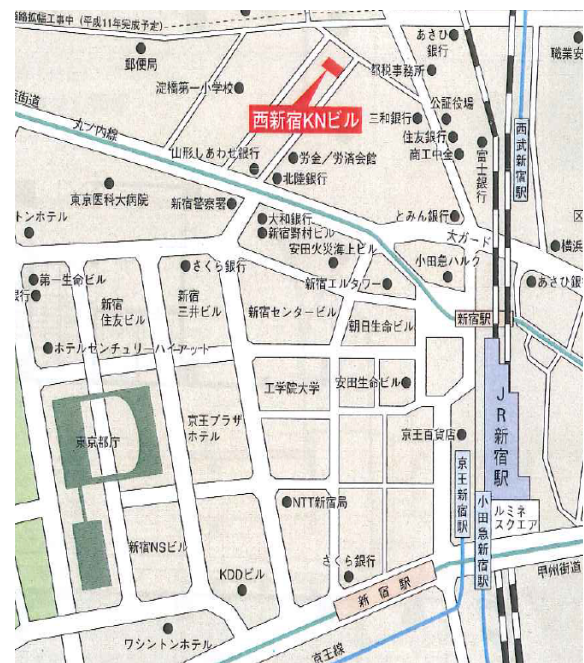 道路拡幅工事中(平成11年完成予定)
郵便局
淀橋第一小学校
あさひ
銀行
都税事務所
職業安
西新宿KNビル
三和銀行
公証役場
住友銀行
商工中金
富士銀行
西武新宿駅
街道
丸ノ内線
山形しあわせ銀行
労金/労済会館
北陸銀行
東京医科大病院
新宿警察署
トンホテル
大和銀行
新宿野村ビル
安田火災海上ビル
とみん銀行
大ガード
小田急ハルク
区
横浜
第一生命ビル
銀行
さくら銀行
新宿エルタワー
あさひ銀
新宿
住友ビル
新宿
三井ビル
新宿センタービル
朝日生命ビル
新宿駅
ホテルセンチュリーハイアット
工学院大学
安田生命ビル
JR新宿駅
東京都庁
京王プラザ
ホテル
京王百貨店
京王新宿駅
小田急新宿駅
ルミネ
スクエア
NTT新宿局
新宿NSビル
KDDビル
さくら銀行
新宿駅
甲州街道
ワシントンホテル
京王線